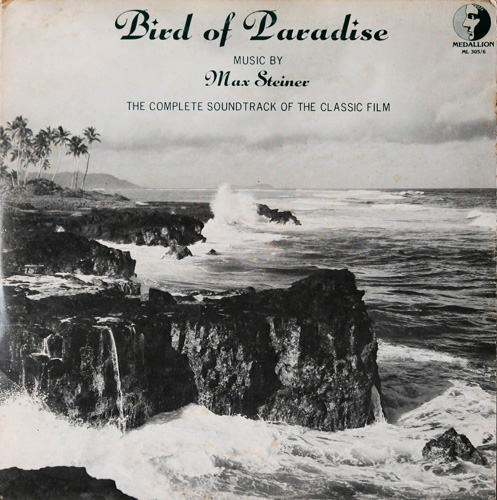 Bird of Paradise
MUSIC BY
Max Steiner
THE COMPLETE SOUNDTRACK OF THE CLASSIC FILM
MEDALLION
ML 305/6